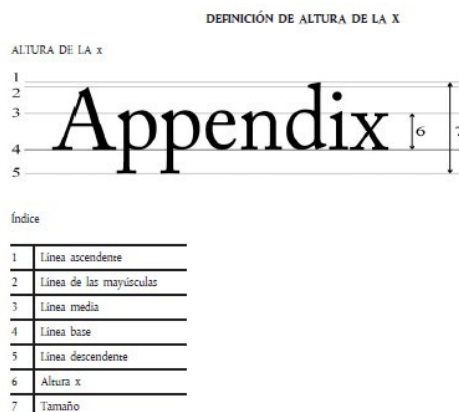 DEFINICIÓN DE ALTURA DE LA X
ALTURA DE LA x
1
2
3
4
5
Appendix
6
7
Índice
1 Línea ascendente
2 Línea de las mayúsculas
3 Línea media
4 Línea base
5 Línea descendente
6 Altura x
7 Tamaño